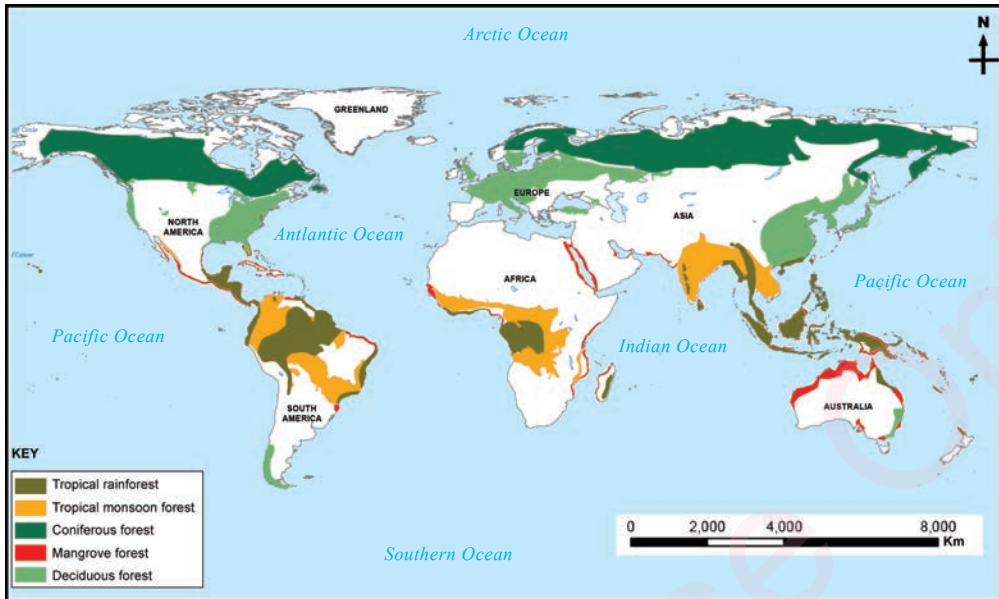 Arctic Ocean
N
GREENLAND
EUROPE
ASIA
NORTH
AMERICA
Antlantic Ocean
AFRICA
Pacific Ocean
Pacific Ocean
Indian Ocean
SOUTH
AMERICA
AUSTRALIA
KEY
Tropical rainforest
Tropical monsoon forest
Coniferous forest
Mangrove forest
Deciduous forest
0 2,000 4,000 8,000
Km
Southern Ocean